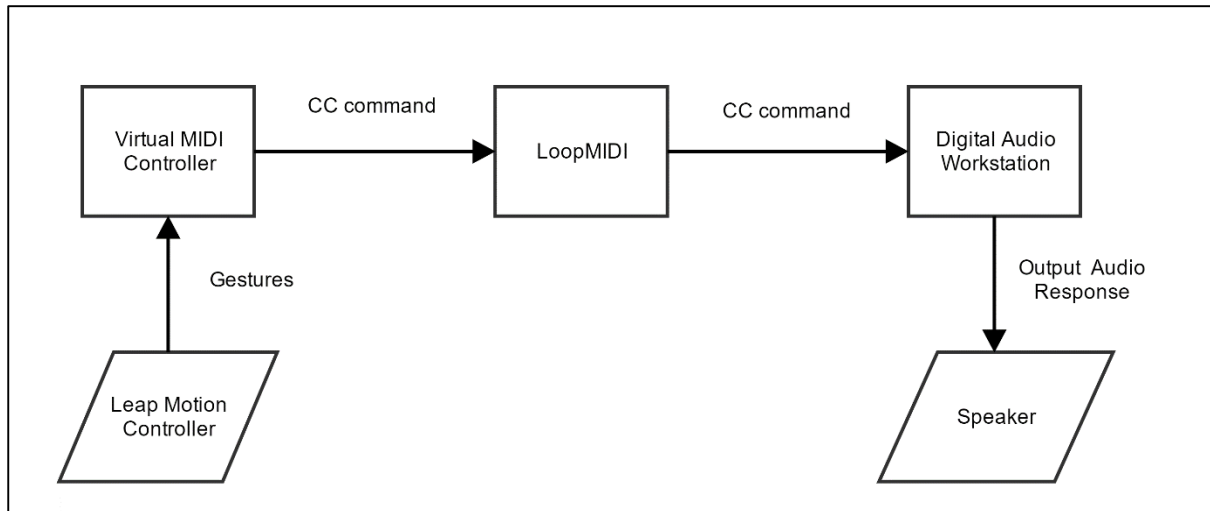 Virtual MIDI
Controller
CC command
LoopMIDI
CC command
Digital Audio
Workstation
Gestures
Output Audio
Response
Leap Motion
Controller
Speaker